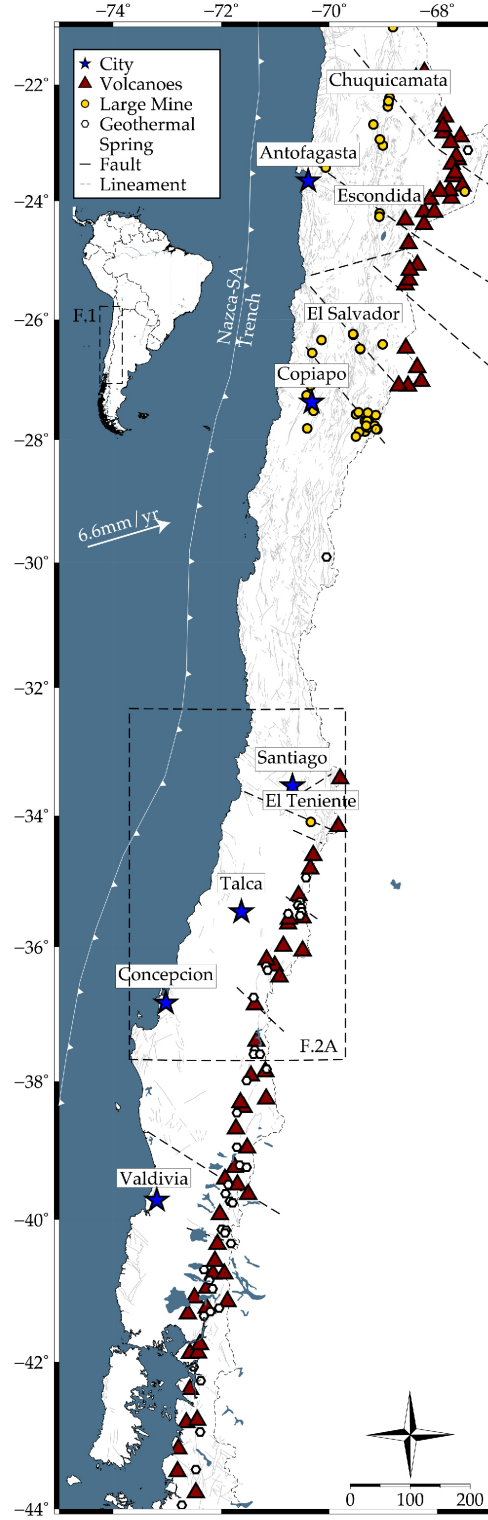 −74°
−72°
−70°
−68°
City
Volcanoes
Large Mine
Geothermal
Spring
Fault
Lineament
−22°
Chuquicamata
Antofagasta
−24°
Escondida
Nazca-SA
Trench
−26°
F.1
El Salvador
Copiapo
−28°
6.6mm/yr
−30°
−32°
Santiago
El Teniente
−34°
Talca
−36°
Concepcion
F.2A
−38°
Valdivia
−40°
−42°
−44°
0 100 200